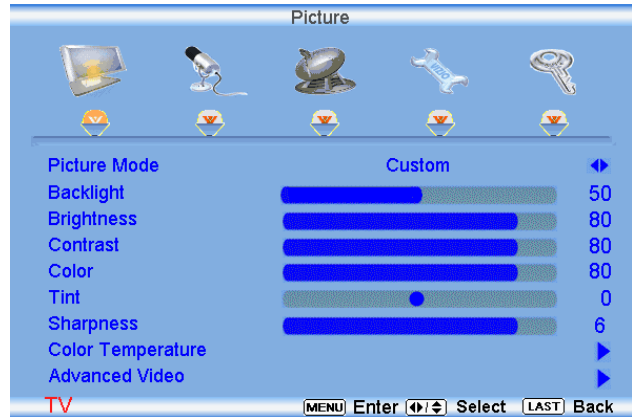 Picture
VIZIO
Picture Mode Custom
Backlight 50
Brightness 80
Contrast 80
Color 80
Tint 0
Sharpness 6
Color Temperature
Advanced Video
TV MENU Enter / Select LAST Back